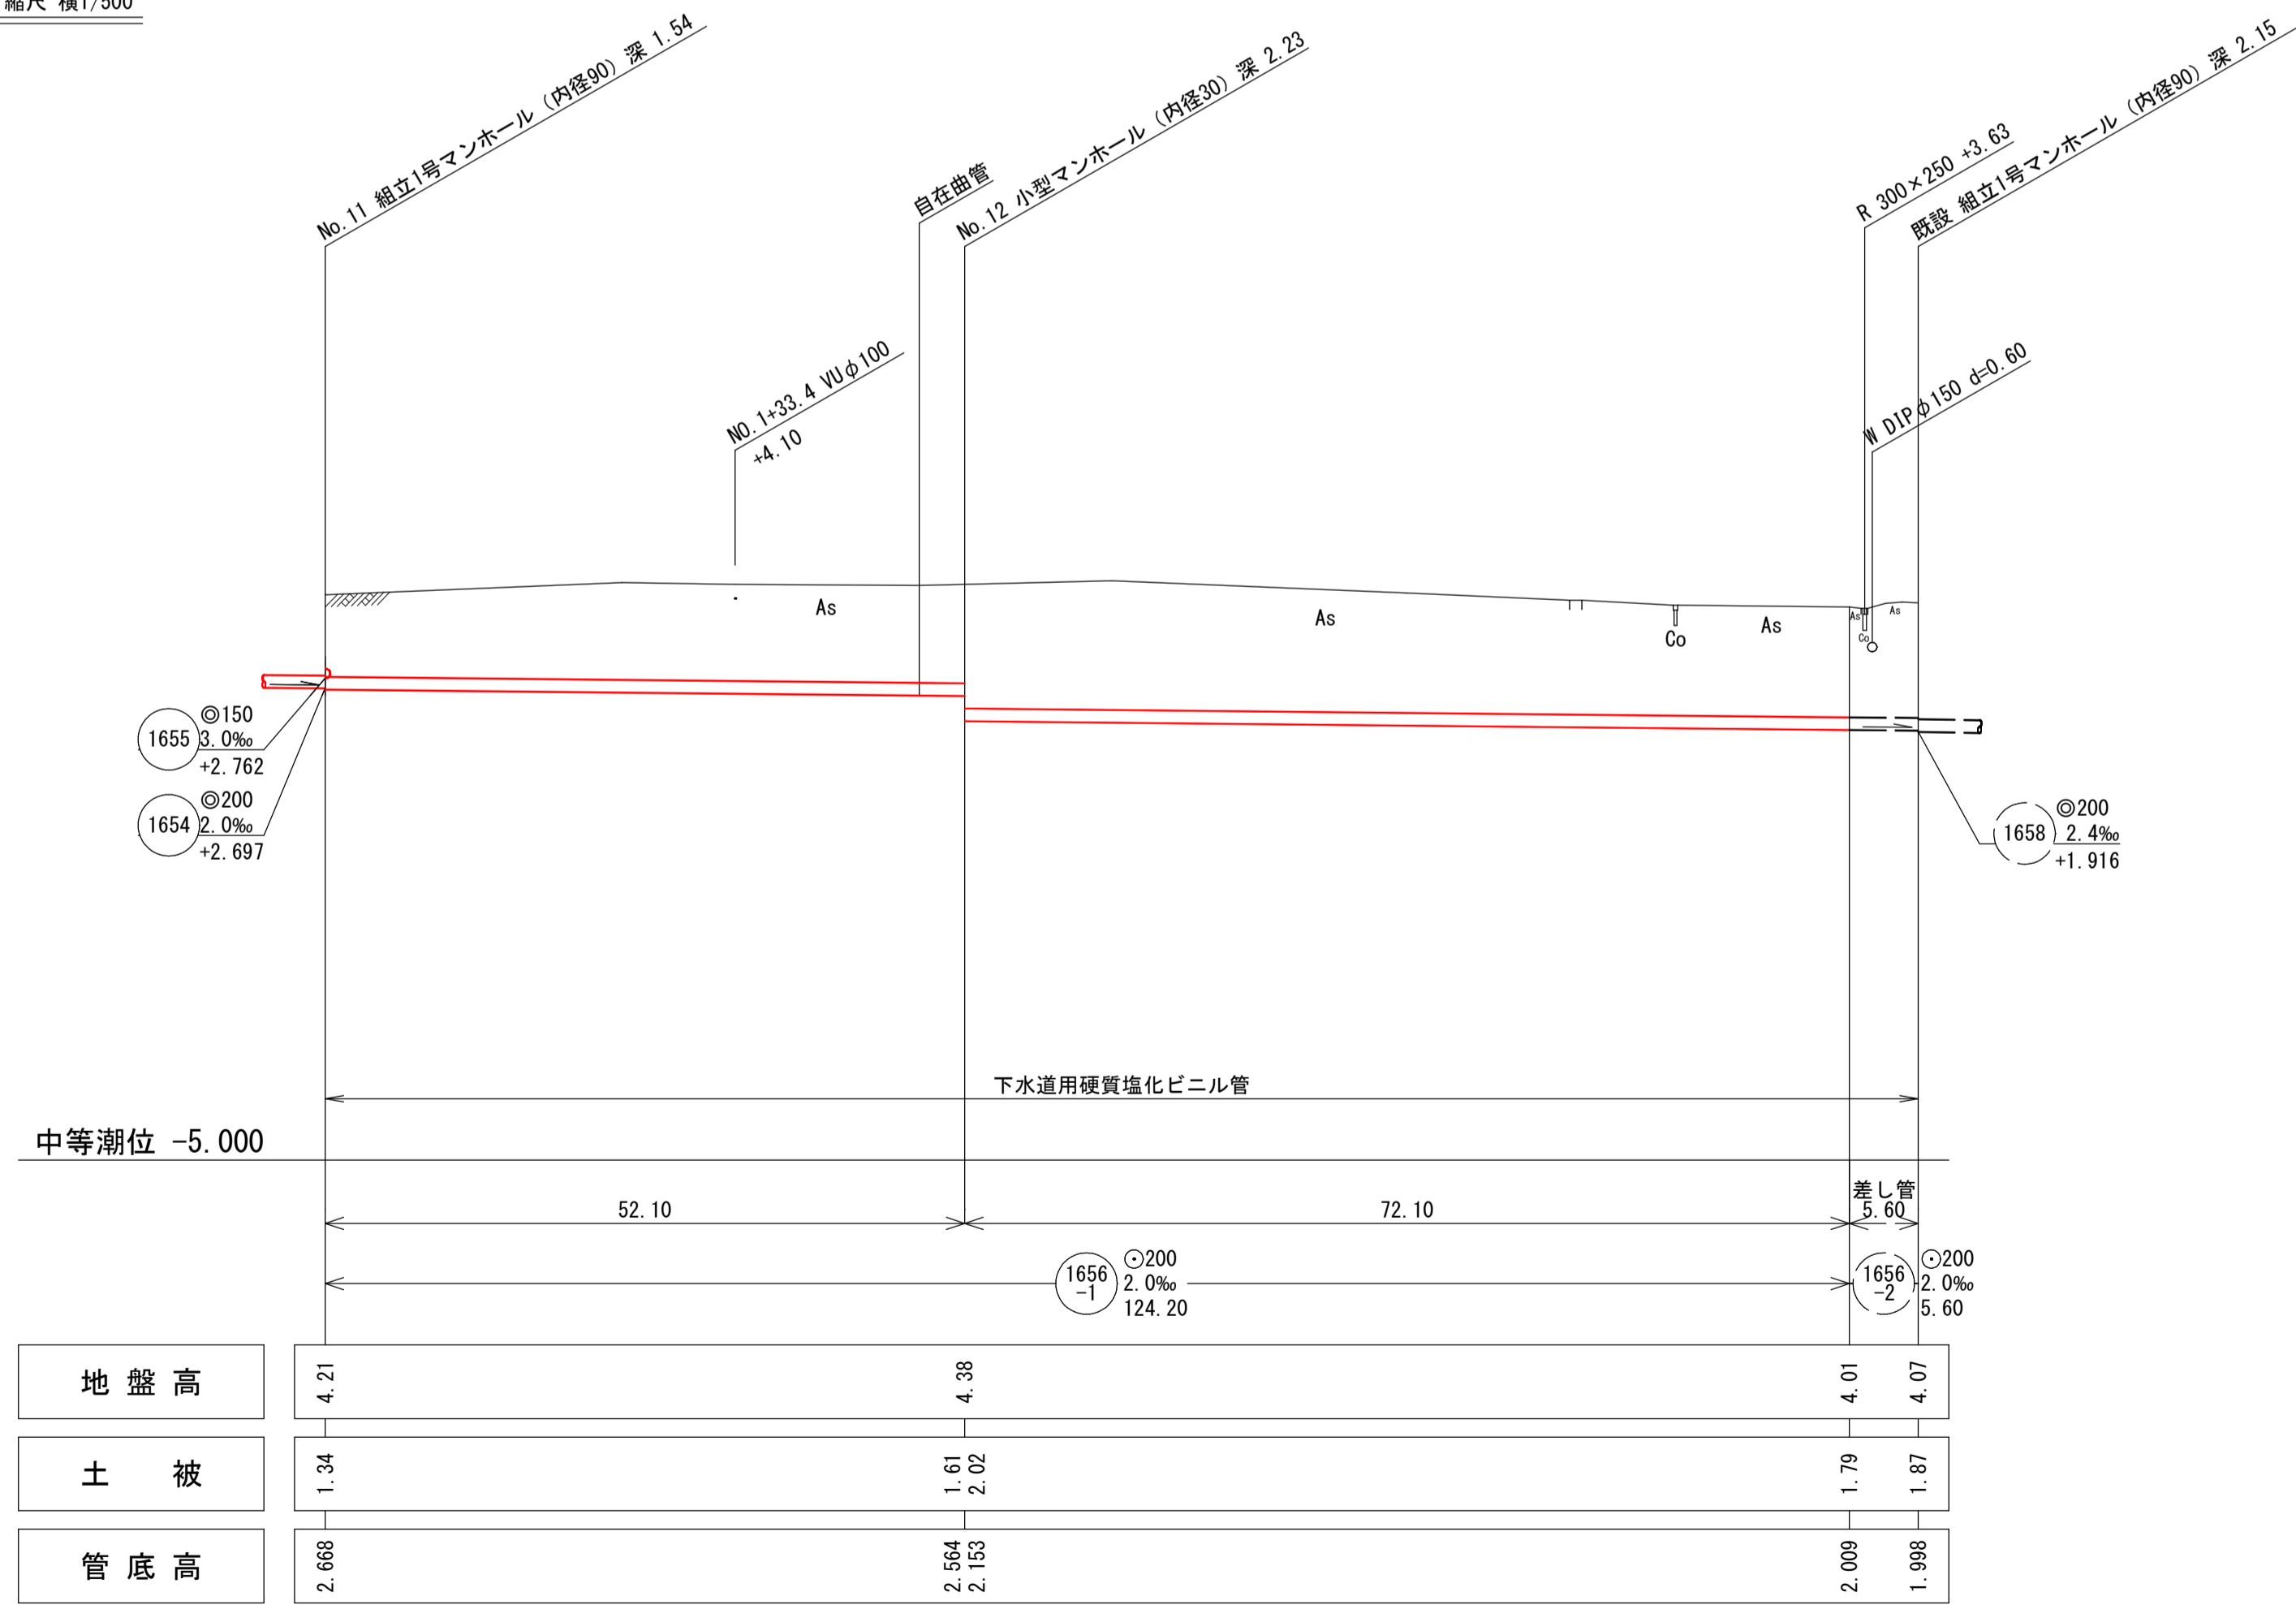 縮尺 横1/500
No.11 組立1号マンホール（内径90）深 1.54
自在曲管
No.12 小型マンホール（内径30）深 2.23
R 300×250 +3.63
既設 組立1号マンホール（内径90）深 2.15
NO.1+33.4 VUφ100
+4.10
W DIPφ150 d=0.60
As
As
Co
As
As
Co
As
1655
◎150
3.0‰
+2.762
1654
◎200
2.0‰
+2.697
1658
◎200
2.4‰
+1.916
下水道用硬質塩化ビニル管
中等潮位 -5.000
52.10
72.10
差し管
5.60
1656
-1
⊙200
2.0‰
124.20
1656
-2
⊙200
2.0‰
5.60
地盤高
4.21
4.38
4.01
4.07
土被
1.34
1.61
2.02
1.79
1.87
管底高
2.668
2.564
2.153
2.009
1.998